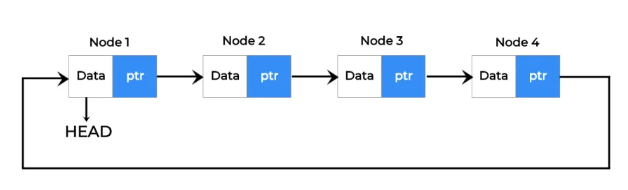 Node 1 Node 2 Node 3 Node 4
Data ptr Data ptr Data ptr Data ptr
HEAD